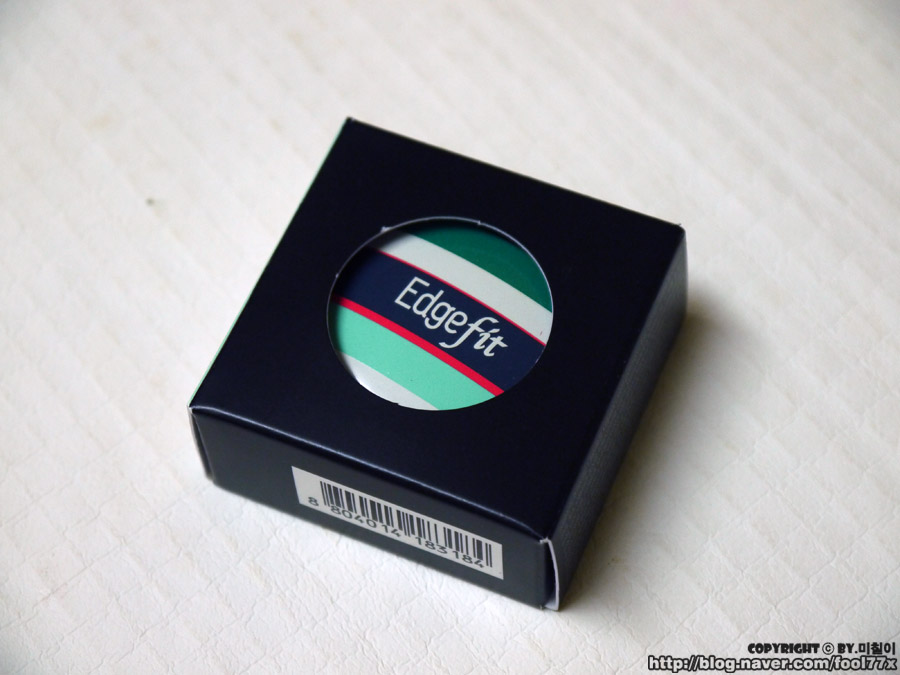 Edgefit
8 804014 183184
COPYRIGHT ⓒ BY.미칠이
http://blog.naver.com/fool77x